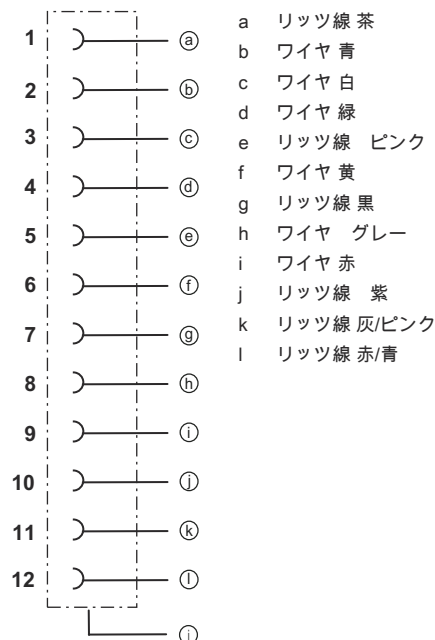 1 ⓐ
2 ⓑ
3 ⓒ
4 ⓓ
5 ⓔ
6 ⓕ
7 ⓖ
8 ⓗ
9 ⓘ
10 ⓙ
11 ⓚ
12 ⓛ
a リッツ線 茶
b ワイヤ 青
c ワイヤ 白
d ワイヤ 緑
e リッツ線　ピンク
f ワイヤ 黄
g リッツ線 黒
h ワイヤ　グレー
i ワイヤ 赤
j リッツ線　紫
k リッツ線 灰/ピンク
l リッツ線 赤/青